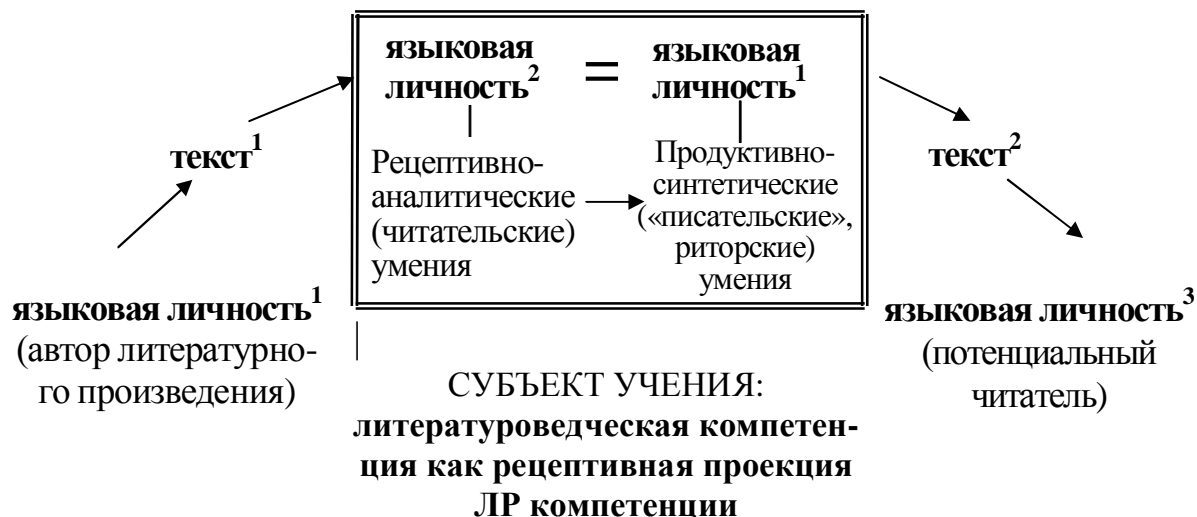 языковая
личность²
=
языковая
личность¹
Рецептивно-
аналитические
(читательские)
умения
Продуктивно-
синтетические
(«писательские»,
риторские)
умения
текст¹
текст²
языковая личность¹
(автор литературно-
го произведения)
языковая личность³
(потенциальный
читатель)
СУБЪЕКТ УЧЕНИЯ:
литературоведческая компетен-
ция как рецептивная проекция
ЛР компетенции